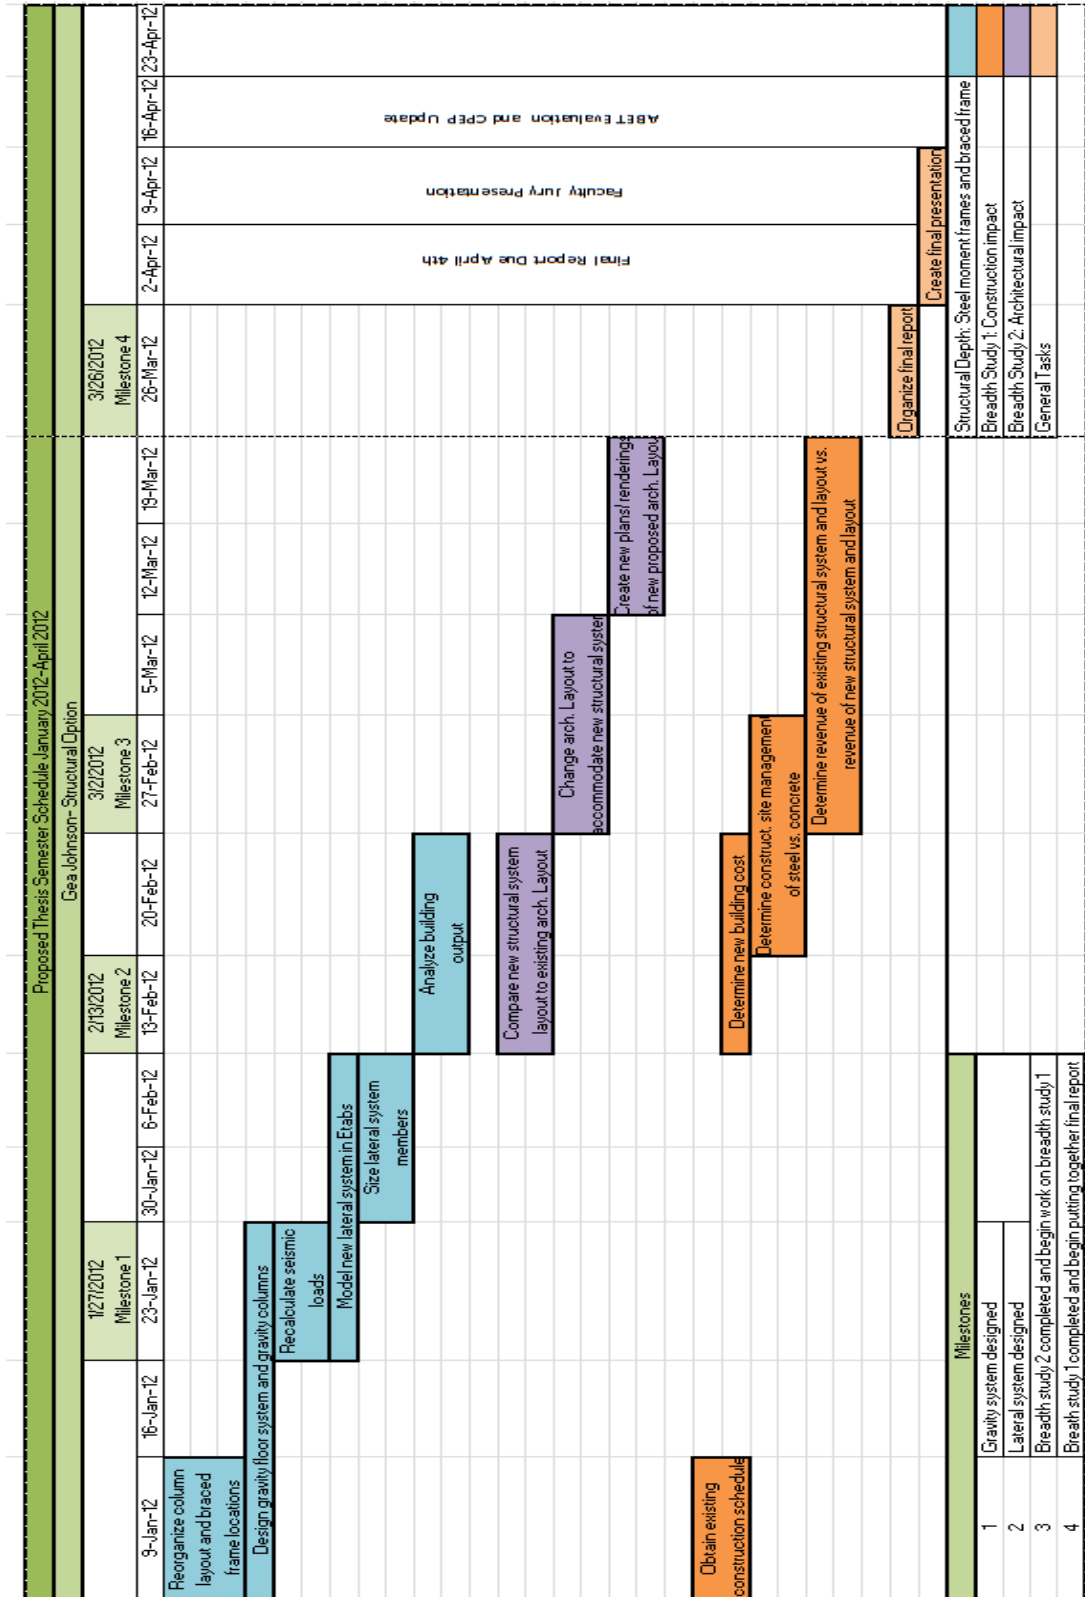 Proposed Thesis Semester Schedule January 2012-April 2012
Gea Johnson- Structural Option
1/27/2012
Milestone 1
2/13/2012
Milestone 2
3/2/2012
Milestone 3
3/26/2012
Milestone 4
9-Jan-12 16-Jan-12 23-Jan-12 30-Jan-12 6-Feb-12 13-Feb-12 20-Feb-12 27-Feb-12 5-Mar-12 12-Mar-12 19-Mar-12 26-Mar-12 2-Apr-12 9-Apr-12 16-Apr-12 23-Apr-12
Reorganize column
layout and braced
frame locations
Design gravity floor system and gravity columns
Recalculate seismic
loads
Model new lateral system in Etabs
Size lateral system
members
Analyze building
output
Compare new structural system
layout to existing arch. Layout
Change arch. Layout to
accommodate new structural system
Create new plans/ renderings
of new proposed arch. Layou
Obtain existing
construction schedule
Determine new building cost
Determine construct. site management
of steel vs. concrete
Determine revenue of existing structural system and layout vs.
revenue of new structural system and layout
Organize final report
Create final presentation
Final Report Due April 4th
Faculty Jury Presentation
ABET Evaluation and CPEP Update
Milestones
1 Gravity system designed
2 Lateral system designed
3 Breadth study 2 completed and begin work on breadth study 1
4 Breath study 1 completed and begin putting together final report
Structural Depth: Steel moment frames and braced frame
Breadth Study 1: Construction impact
Breadth Study 2: Architectural impact
General Tasks